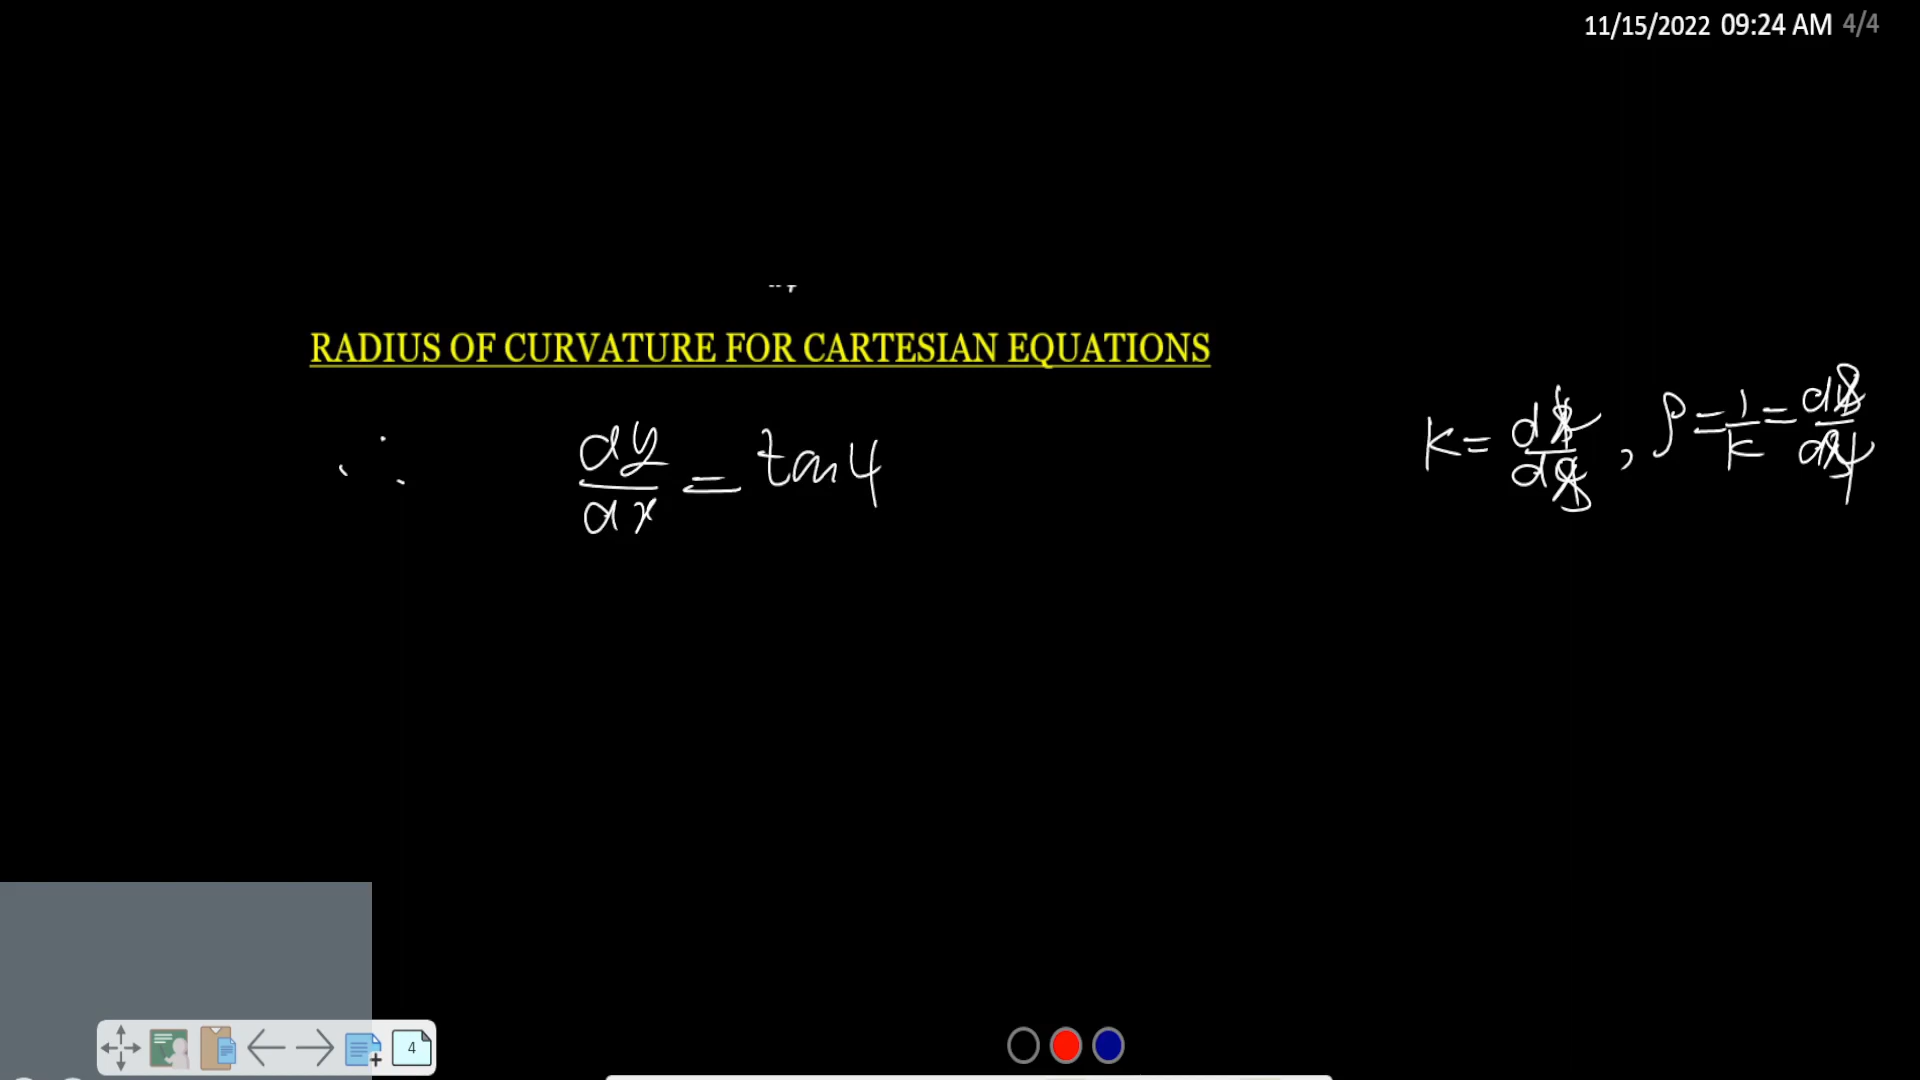 11/15/2022 09:24 AM 4/4
RADIUS OF CURVATURE FOR CARTESIAN EQUATIONS
∴ dy/dx = tan ψ
K = dψ/ds , ρ = 1/K = ds/dψ
4